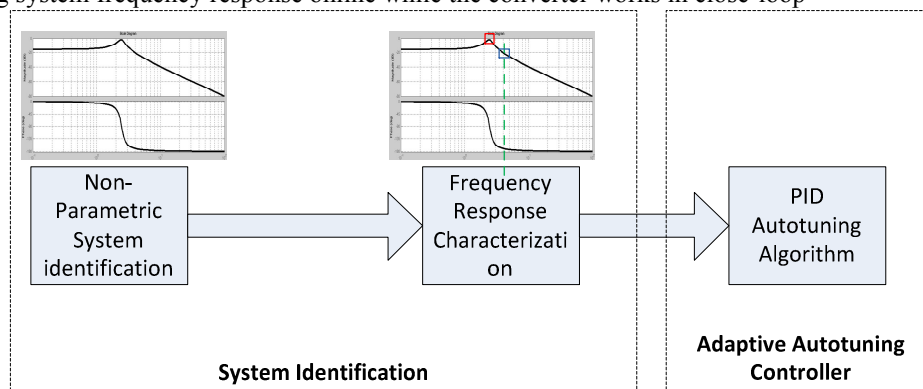 g system frequency response online while the converter works in close-loop
Non-
Parametric
System
identification
Frequency
Response
Characterizati
on
PID
Autotuning
Algorithm
System Identification
Adaptive Autotuning
Controller